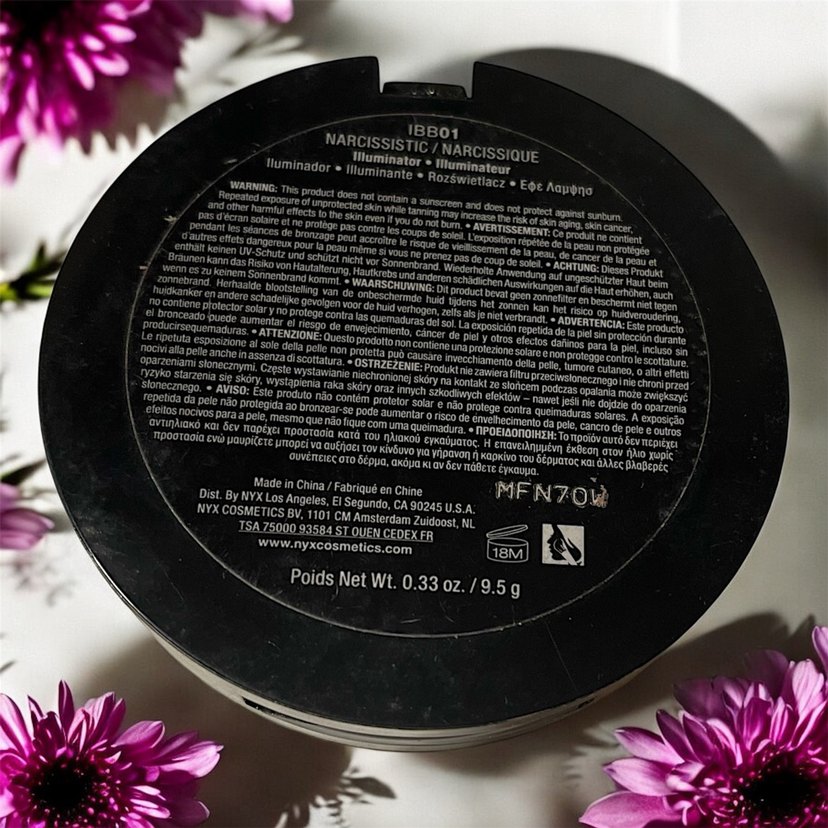 IBB01
NARCISSISTIC / NARCISSIQUE
Illuminator • Illuminateur
Iluminador • Illuminante • Rozświetlacz • Εφε Λαμψησ
WARNING: This product does not contain a sunscreen and does not protect against sunburn.
Repeated exposure of unprotected skin while tanning may increase the risk of skin aging, skin cancer,
and other harmful effects to the skin even if you do not burn. • AVERTISSEMENT: Ce produit ne contient
pas d'écran solaire et ne protège pas contre les coups de soleil. L'exposition répétée de la peau non protégée
pendant les séances de bronzage peut accroître le risque de vieillissement de la peau, de cancer de la peau et
d'autres effets dangereux pour la peau même si vous ne prenez pas de coup de soleil. • ACHTUNG: Dieses Produkt
enthält keinen UV-Schutz und schützt nicht vor Sonnenbrand. Wiederholte Anwendung auf ungeschützter Haut beim
Bräunen kann das Risiko von Hautalterung, Hautkrebs und anderen schädlichen Auswirkungen auf die Haut erhöhen, auch
wenn es zu keinem Sonnenbrand kommt. • WAARSCHUWING: Dit product bevat geen zonnefilter en beschermt niet tegen
zonnebrand. Herhaalde blootstelling van de onbeschermde huid tijdens het zonnen kan het risico op huidveroudering,
huidkanker en andere schadelijke gevolgen voor de huid verhogen, zelfs als je niet verbrandt. • ADVERTENCIA: Este producto
no contiene protector solar y no protege contra las quemaduras del sol. La exposición repetida de la piel sin protección durante
el bronceado puede aumentar el riesgo de envejecimiento, cáncer de piel y otros efectos dañinos para la piel, incluso sin
producirsequemaduras. • ATTENZIONE: Questo prodotto non contiene una protezione solare e non protegge contro le scottature.
Le ripetuta esposizione al sole della pelle non protetta può causare invecchiamento della pelle, tumore cutaneo, o altri effetti
nocivi alla pelle anche in assenza di scottatura. • OSTRZEŻENIE: Produkt nie zawiera filtru przeciwsłonecznego i nie chroni przed
oparzeniami słonecznymi. Częste wystawianie niechronionej skóry na kontakt ze słońcem podczas opalania może zwiększyć
ryzyko starzenia się skóry, wystąpienia raka skóry oraz innych szkodliwych efektów – nawet jeśli nie dojdzie do oparzenia
słonecznego. • AVISO: Este produto não contém protetor solar e não protege contra queimaduras solares. A exposição
repetida da pele não protegida ao bronzear-se pode aumentar o risco de envelhecimento da pele, cancro de pele e outros
efeitos nocivos para a pele, mesmo que não fique com uma queimadura. • ΠΡΟΕΙΔΟΠΟΙΗΣΗ: Το προϊόν αυτό δεν περιέχει
αντηλιακό και δεν παρέχει προστασία κατά του ηλιακού εγκαύματος. Η επανειλημμένη έκθεση στον ήλιο χωρίς
προστασία ενώ μαυρίζετε μπορεί να αυξήσει τον κίνδυνο για γήρανση ή καρκίνο του δέρματος και άλλες βλαβερές
συνέπειες στο δέρμα, ακόμα κι αν δεν πάθετε έγκαυμα.
Made in China / Fabriqué en Chine
Dist. By NYX Los Angeles, El Segundo, CA 90245 U.S.A.
NYX COSMETICS BV, 1101 CM Amsterdam Zuidoost, NL
TSA 75000 93584 ST OUEN CEDEX FR
www.nyxcosmetics.com
MFN70W
18M
Poids Net Wt. 0.33 oz. / 9.5 g